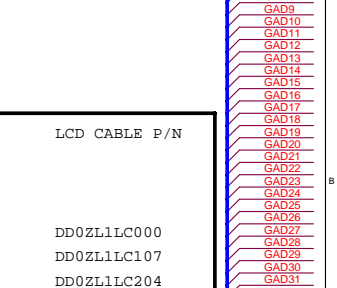 GAD9
GAD10
GAD11
GAD12
GAD13
GAD14
GAD15
GAD16
GAD17
GAD18
GAD19
GAD20
GAD21
GAD22
GAD23
GAD24
GAD25
GAD26
GAD27
GAD28
GAD29
GAD30
GAD31
B
LCD CABLE P/N
DD0ZL1LC000
DD0ZL1LC107
DD0ZL1LC204